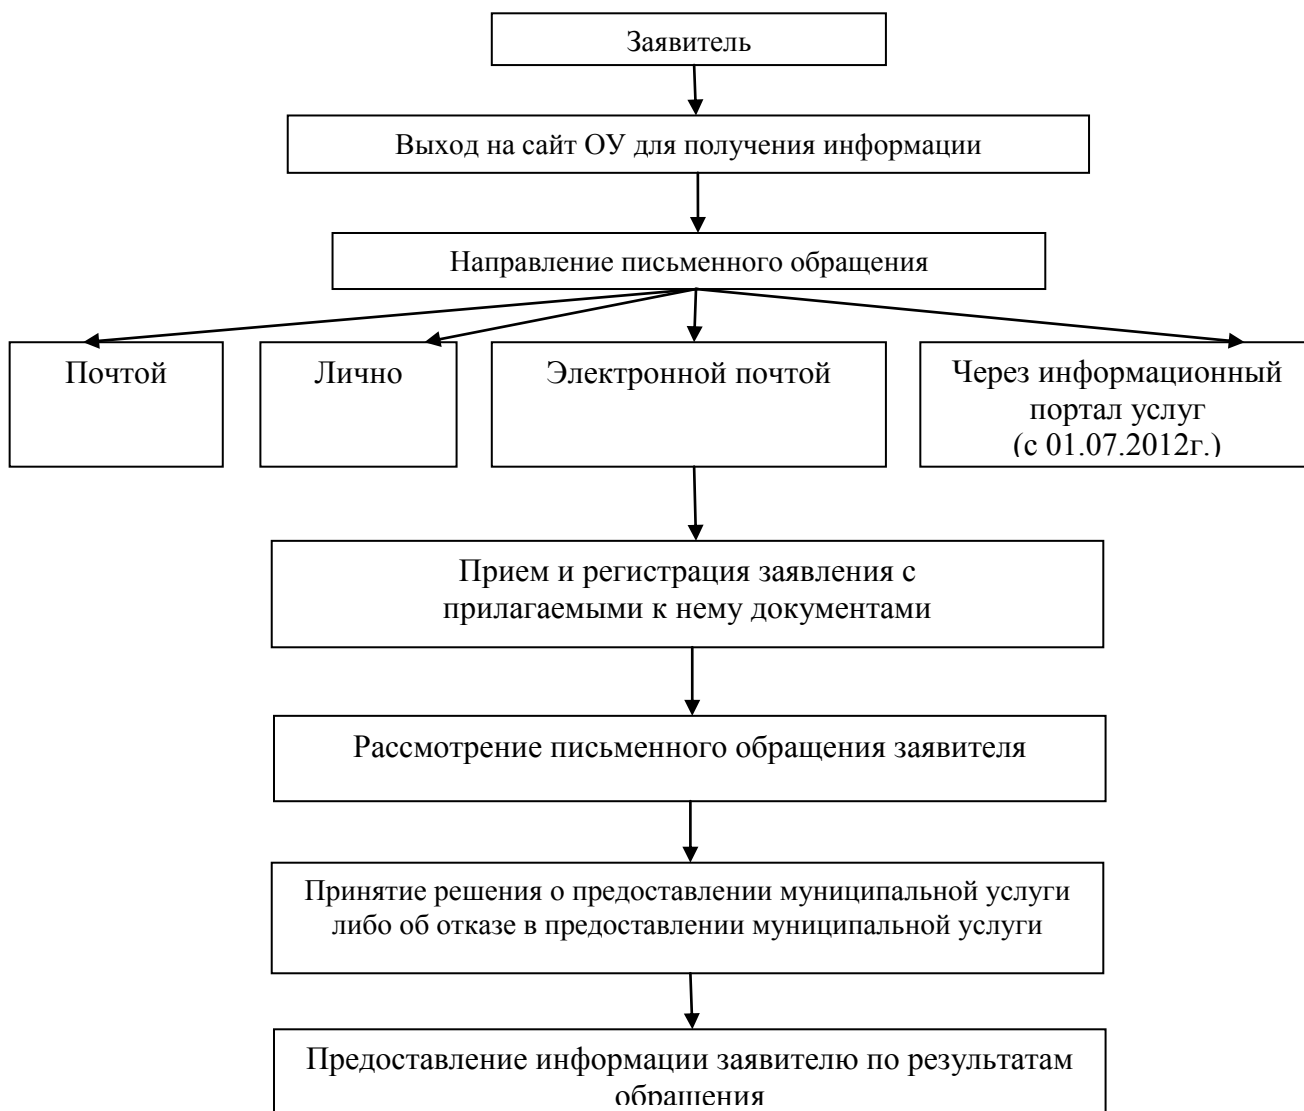 Заявитель
Выход на сайт ОУ для получения информации
Направление письменного обращения
Почтой
Лично
Электронной почтой
Через информационный
портал услуг
(с 01.07.2012г.)
Прием и регистрация заявления с
прилагаемыми к нему документами
Рассмотрение письменного обращения заявителя
Принятие решения о предоставлении муниципальной услуги
либо об отказе в предоставлении муниципальной услуги
Предоставление информации заявителю по результатам
обращения